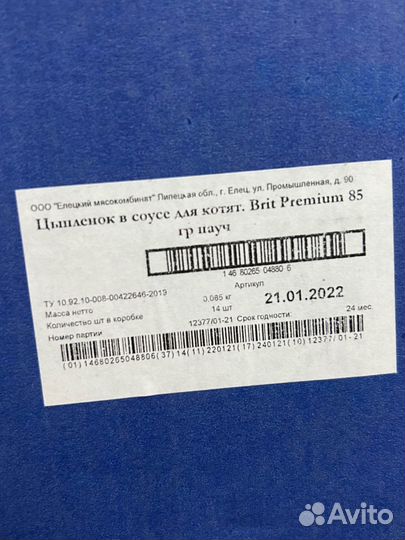 ООО "Елецкий мясокомбинат" Липецкая обл., г. Елец, ул. Промышленная, д. 90
Цыпленок в соусе для котят. Brit Premium 85
гр пауч
1 46 80265 04880 6
Артикул
ТУ 10.92.10-008-00422646-2019
Масса нетто 0.085 кг 21.01.2022
Количество шт в коробке 14 шт
Номер партии 12377/01-21 Срок годности: 24 мес.
(01)14680265048806(37)14(11)220121(17)240121(10)12377/01-21
Avito